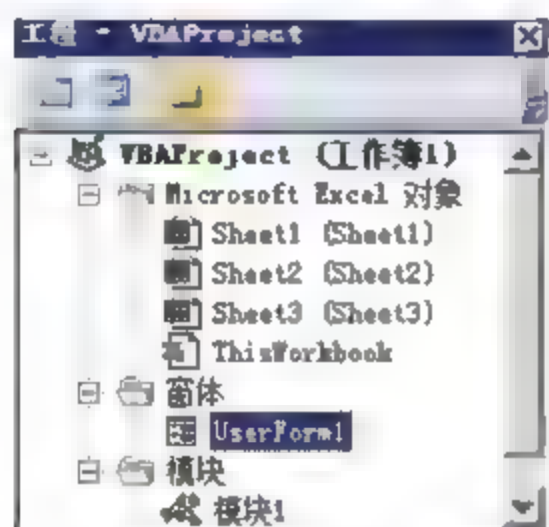 工程 - VBAProject
VBAProject (工作簿1)
Microsoft Excel 对象
Sheet1 (Sheet1)
Sheet2 (Sheet2)
Sheet3 (Sheet3)
ThisWorkbook
窗体
UserForm1
模块
模块1